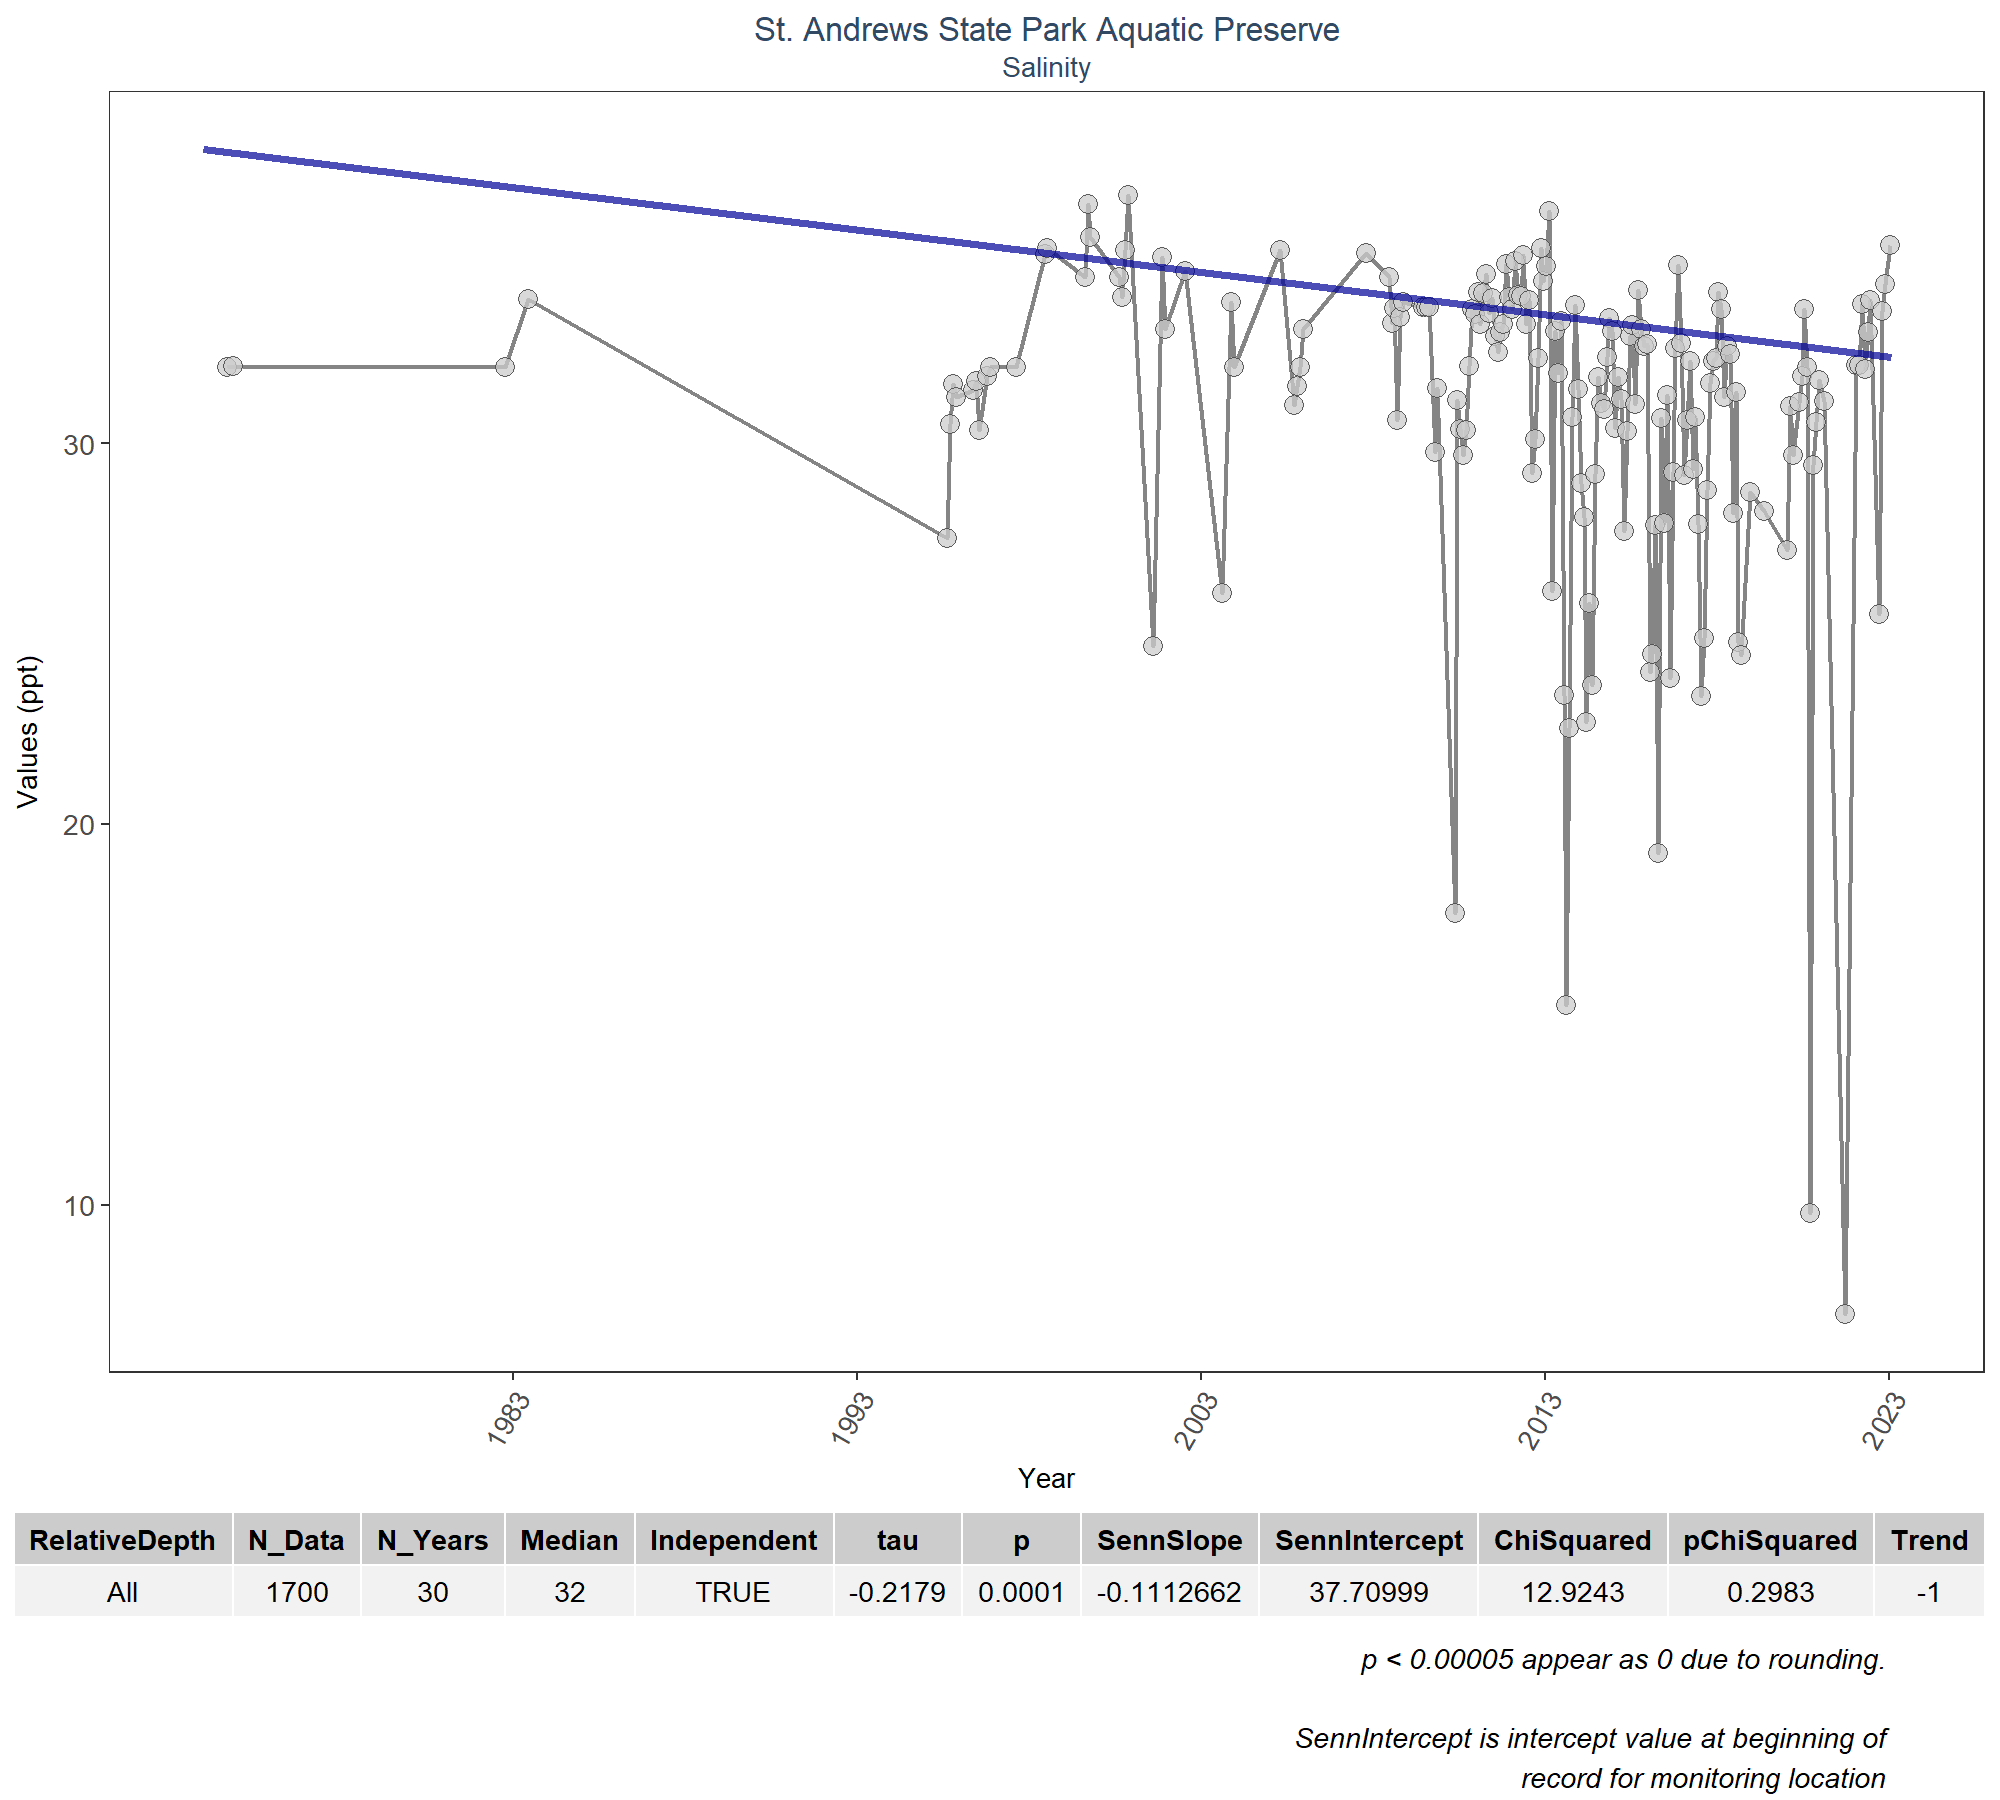 St. Andrews State Park Aquatic Preserve
Salinity
Values (ppt)
30
20
10
1983
1993
2003
2013
2023
Year
RelativeDepth N_Data N_Years Median Independent tau p SennSlope SennIntercept ChiSquared pChiSquared Trend
All 1700 30 32 TRUE -0.2179 0.0001 -0.1112662 37.70999 12.9243 0.2983 -1
p < 0.00005 appear as 0 due to rounding.
SennIntercept is intercept value at beginning of
record for monitoring location